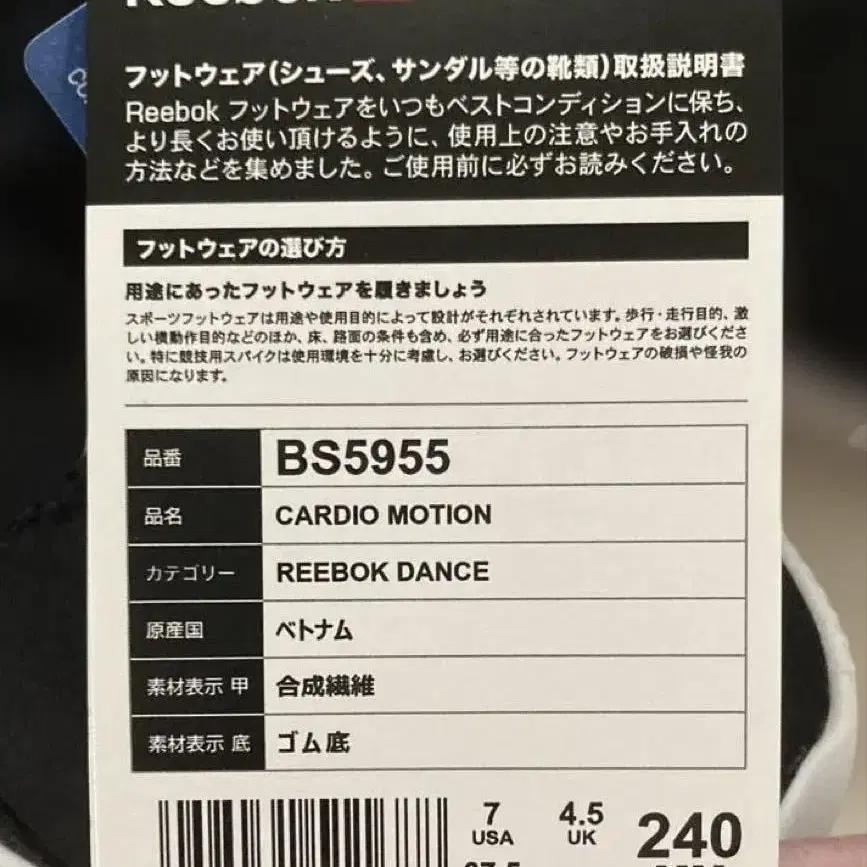 Reebok
フットウェア(シューズ、サンダル等の靴類)取扱説明書
Reebok フットウェアをいつもベストコンディションに保ち、
より長くお使い頂けるように、使用上の注意やお手入れの
方法などを集めました。ご使用前に必ずお読みください。
フットウェアの選び方
用途にあったフットウェアを履きましょう
スポーツフットウェアは用途や使用目的によって設計がそれぞれされています。歩行・走行目的、激
しい機動作目的などのほか、床、路面の条件も含め、必ず用途に合ったフットウェアをお選びくださ
い。特に競技用スパイクは使用環境を十分に考慮し、お選びください。フットウェアの破損や怪我の
原因になります。
品番 BS5955
品名 CARDIO MOTION
カテゴリー REEBOK DANCE
原産国 ベトナム
素材表示 甲 合成繊維
素材表示 底 ゴム底
7 4.5 240
USA UK